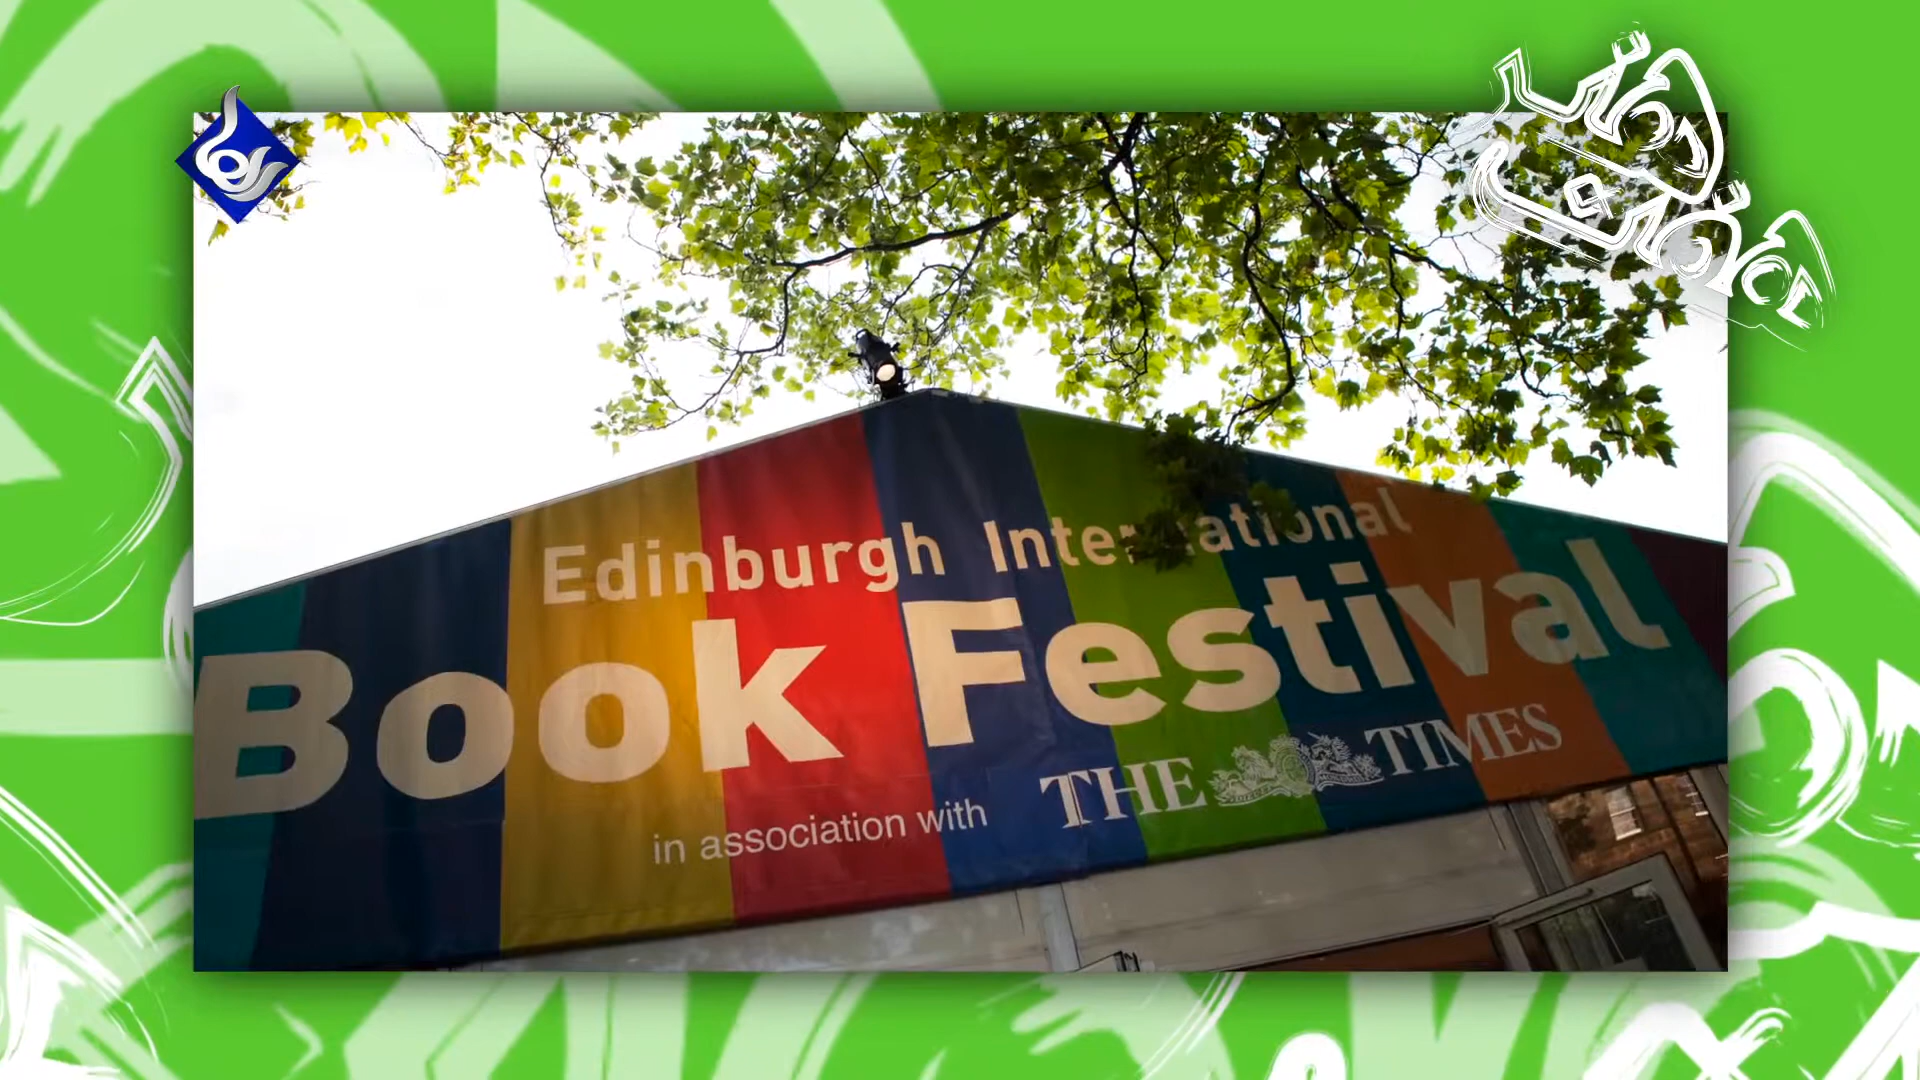 Edinburgh International
Book Festival
in association with THE TIMES